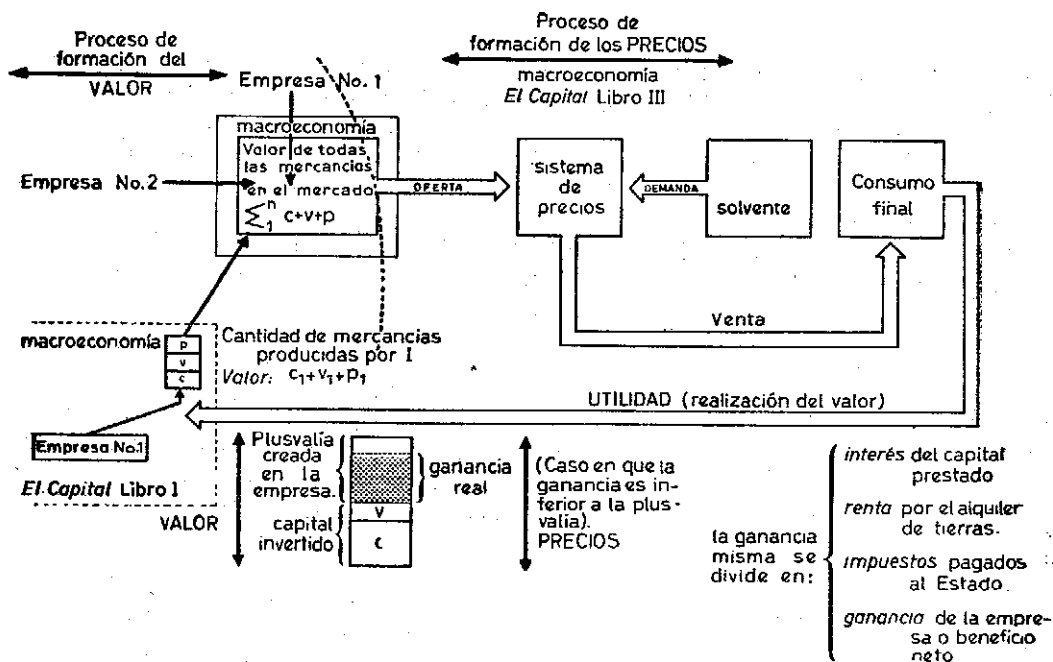 Proceso de
formación del
VALOR
Proceso de
formación de los PRECIOS
macroeconomía
El Capital Libro III
Empresa No. 1
macroeconomía
Valor de todas
las mercancias
en el mercado
∑ⁿ₁ c+v+p
Empresa No.2
OFERTA
sistema
de
precios
DEMANDA
solvente
Consumo
final
Venta
macroeconomía
p
v
c
Cantidad de mercancias
producidas por I
Valor: c₁+v₁+p₁
Empresa No.1
El Capital Libro I
UTILIDAD (realización del valor)
VALOR
Plusvalía
creada
en la
empresa.
capital
invertido
v
c
ganancia
real
(Caso en que la
ganancia es in-
ferior a la plus-
valia).
PRECIOS
la ganancia
misma se
divide en:
interés del capital
prestado
renta por el alquiler
de tierras.
impuestos pagados
al Estado.
ganancia de la empre-
sa o beneficio
neto